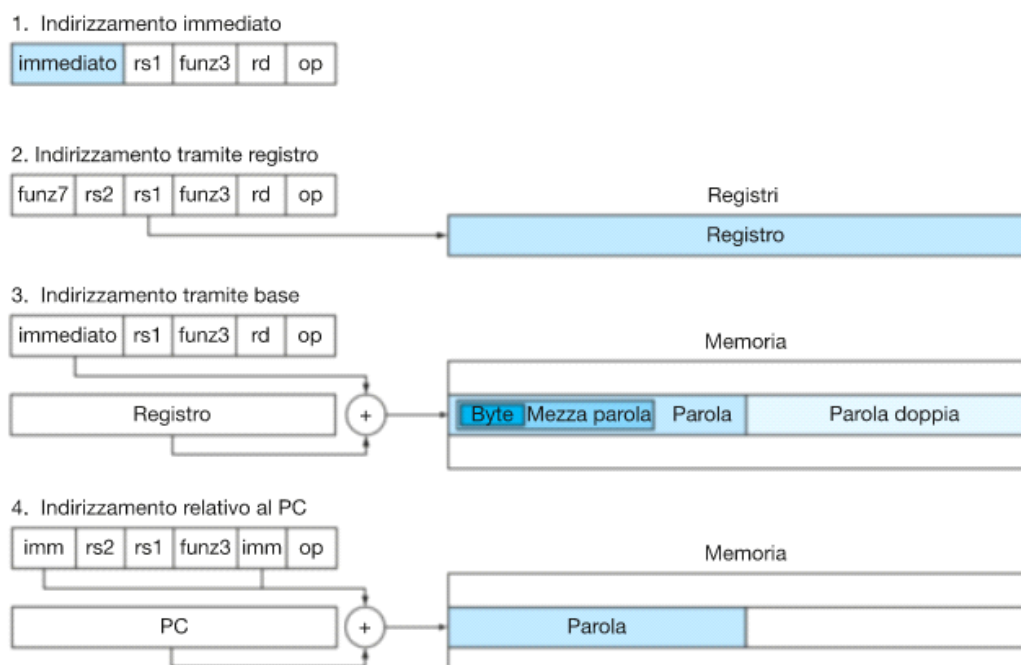 1. Indirizzamento immediato
immediato rs1 funz3 rd op
2. Indirizzamento tramite registro
funz7 rs2 rs1 funz3 rd op
Registri
Registro
3. Indirizzamento tramite base
immediato rs1 funz3 rd op
Memoria
Registro + Byte Mezza parola Parola Parola doppia
4. Indirizzamento relativo al PC
imm rs2 rs1 funz3 imm op
Memoria
PC + Parola